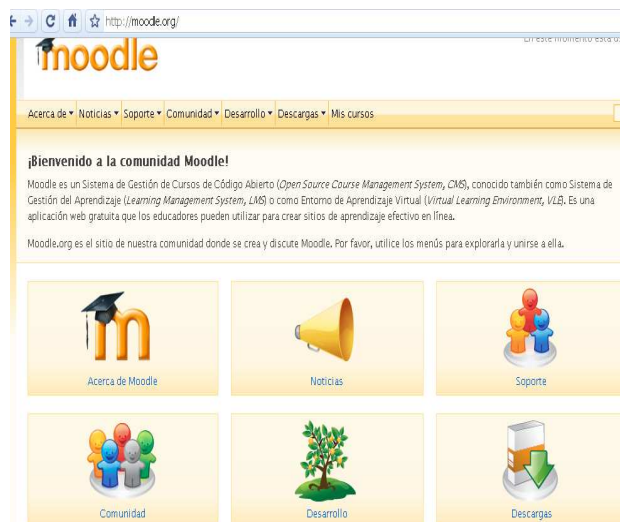 http://moodle.org/
En este momento está
moodle
Acerca de Noticias Soporte Comunidad Desarrollo Descargas Mis cursos
¡Bienvenido a la comunidad Moodle!
Moodle es un Sistema de Gestión de Cursos de Código Abierto (Open Source Course Management System, CMS), conocido también como Sistema de
Gestión del Aprendizaje (Learning Management System, LMS) o como Entorno de Aprendizaje Virtual (Virtual Learning Environment, VLE). Es una
aplicación web gratuita que los educadores pueden utilizar para crear sitios de aprendizaje efectivo en línea.
Moodle.org es el sitio de nuestra comunidad donde se crea y discute Moodle. Por favor, utilice los menús para explorarla y unirse a ella.
m
Acerca de Moodle Noticias Soporte
Comunidad Desarrollo Descargas